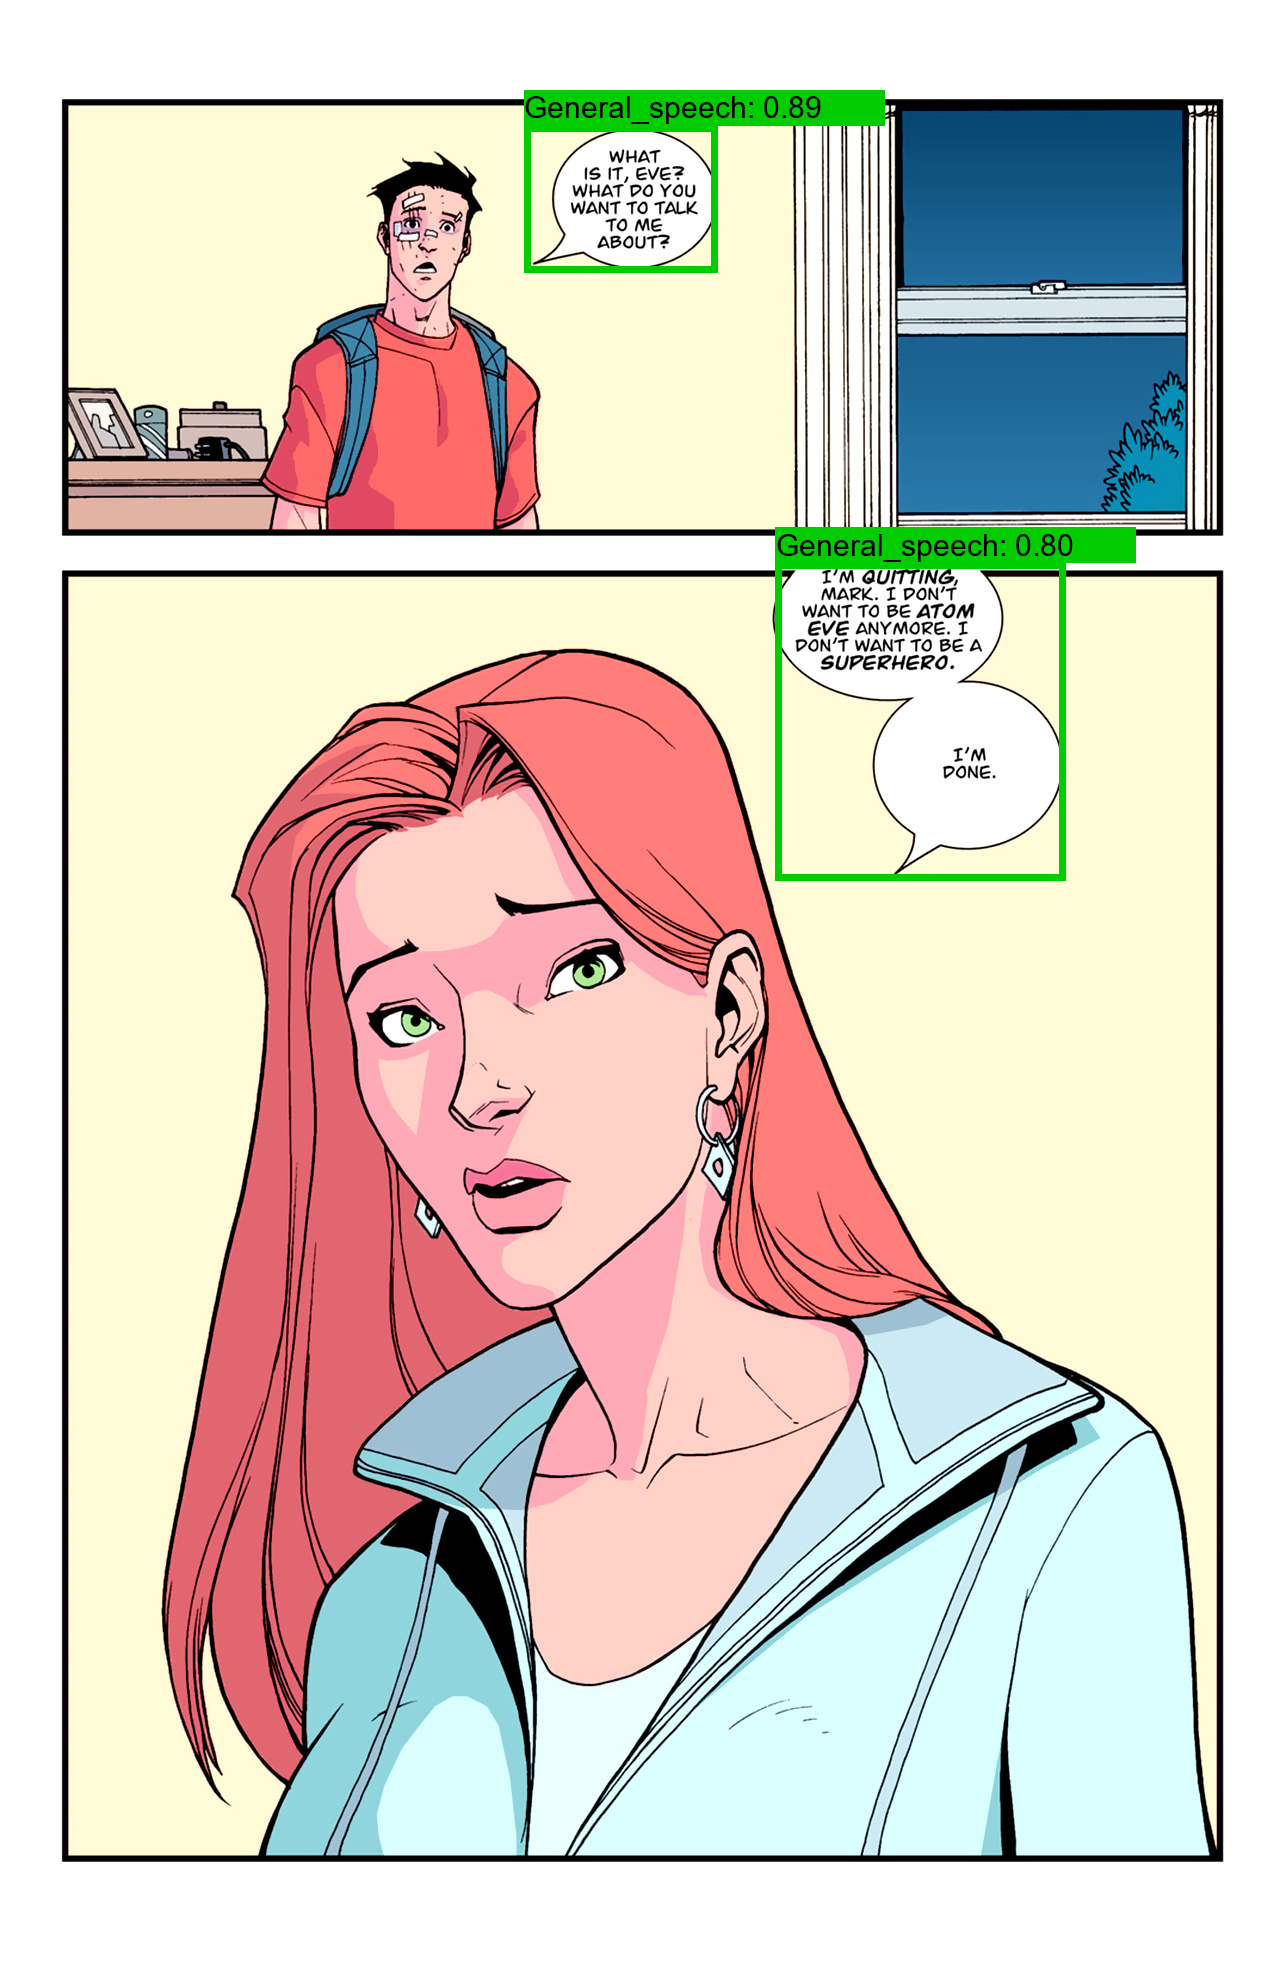 General_speech: 0.89
WHAT
IS IT, EVE?
WHAT DO YOU
WANT TO TALK
TO ME
ABOUT?
General_speech: 0.80
I'M QUITTING,
MARK. I DON'T
WANT TO BE ATOM
EVE ANYMORE. I
DON'T WANT TO BE A
SUPERHERO.
I'M
DONE.